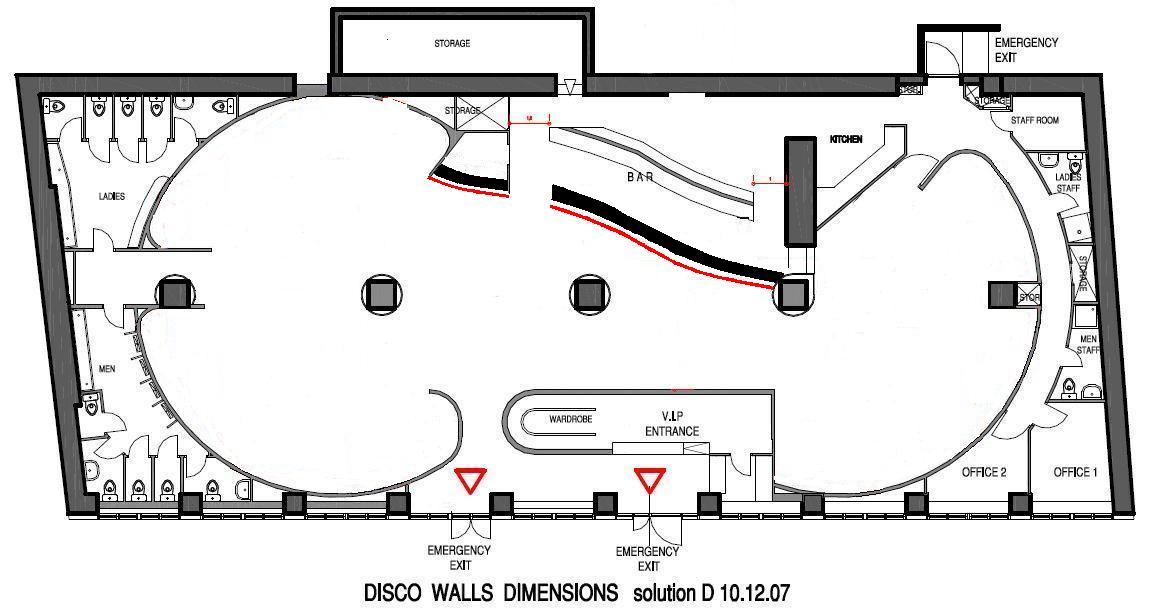 STORAGE
EMERGENCY
EXIT
STORAGE
STORAGE
STAFF ROOM
KITCHEN
BAR
LADIES
STAFF
LADIES
STORAGE
STOR
MEN
STAFF
MEN
WARDROBE
V.I.P
ENTRANCE
OFFICE 2
OFFICE 1
EMERGENCY
EXIT
EMERGENCY
EXIT
DISCO WALLS DIMENSIONS solution D 10.12.07